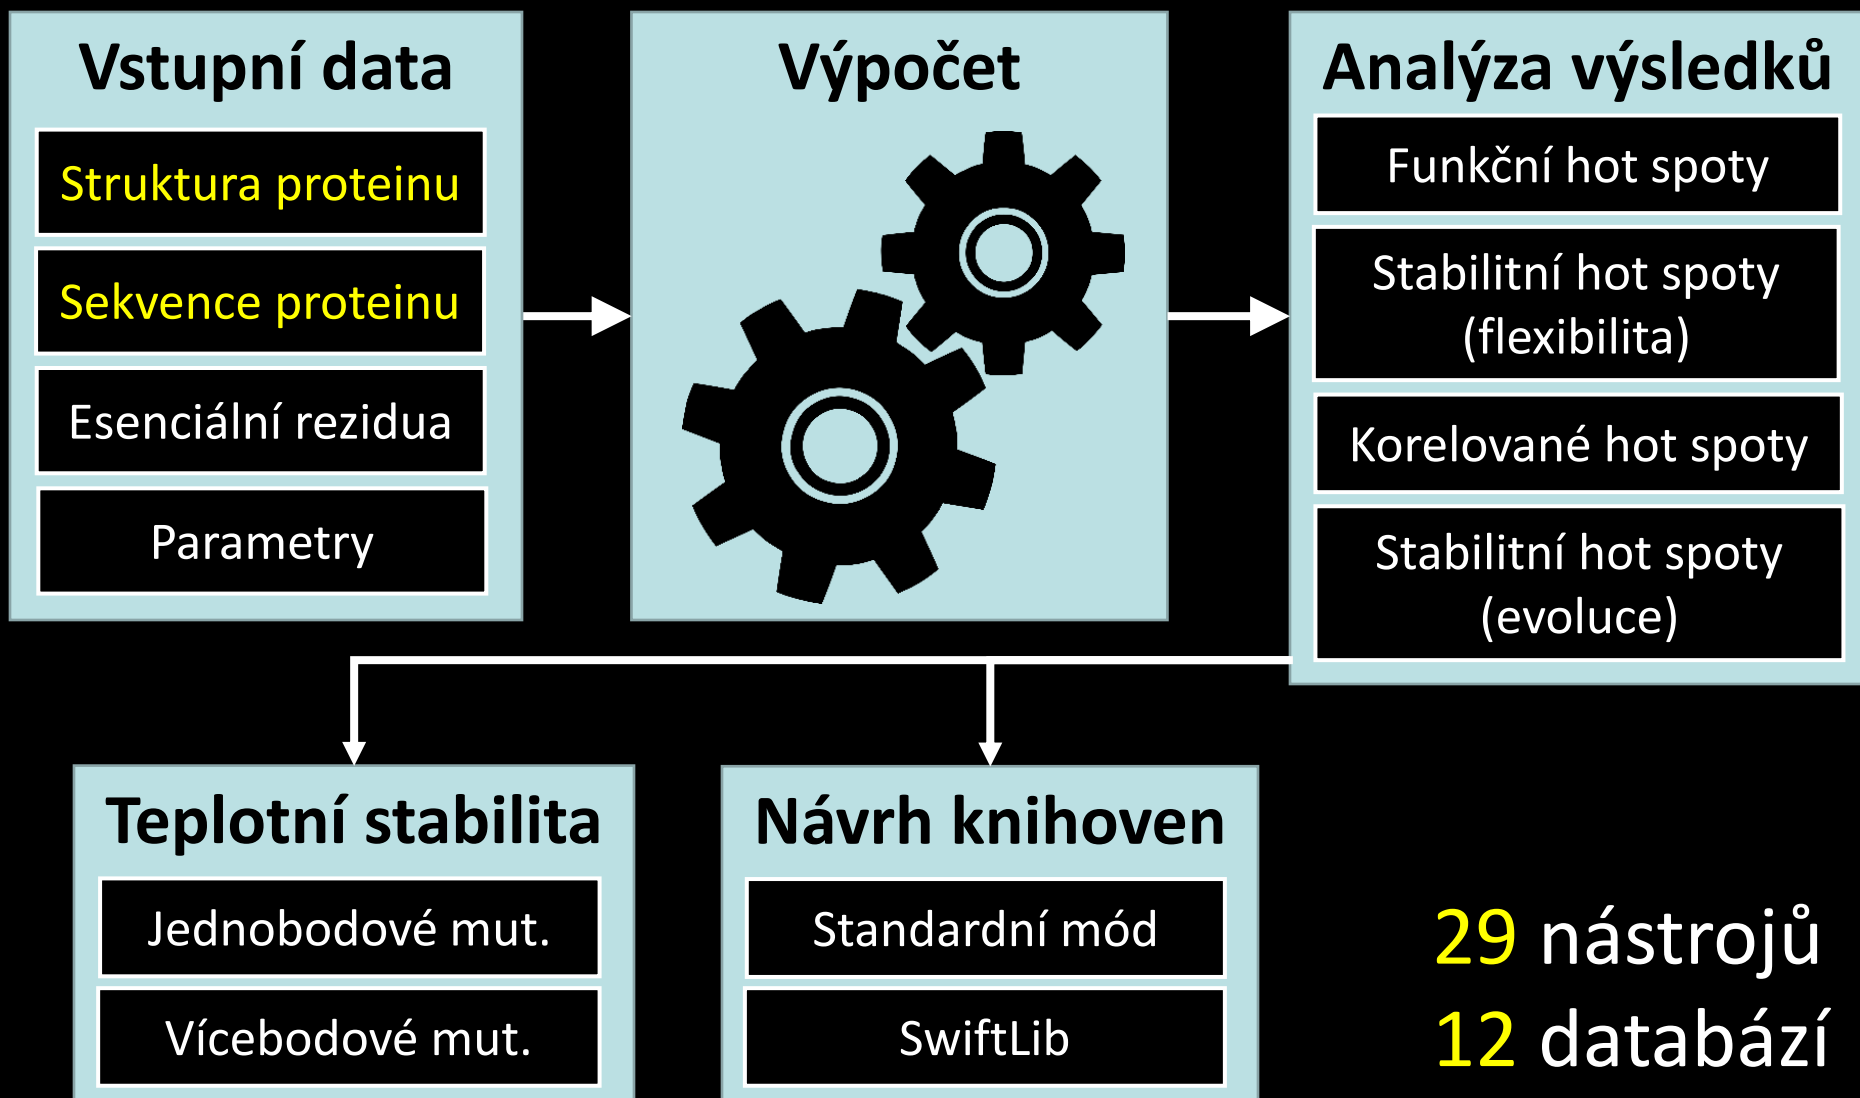 Vstupní data
Struktura proteinu
Sekvence proteinu
Esenciální rezidua
Parametry
Výpočet
Analýza výsledků
Funkční hot spoty
Stabilitní hot spoty
(flexibilita)
Korelované hot spoty
Stabilitní hot spoty
(evoluce)
Teplotní stabilita
Jednobodové mut.
Vícebodové mut.
Návrh knihoven
Standardní mód
SwiftLib
29 nástrojů
12 databází